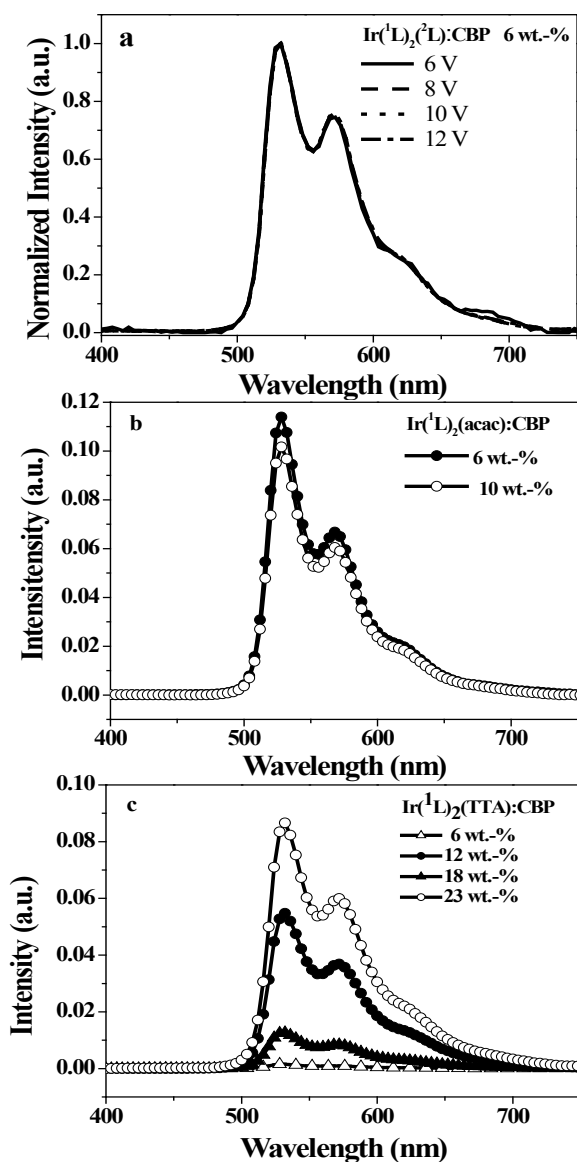 a
Ir(¹L)₂(²L):CBP 6 wt.-%
6 V
8 V
10 V
12 V
Normalized Intensity (a.u.)
1.0
0.8
0.6
0.4
0.2
0.0
400 500 600 700
Wavelength (nm)
b
Ir(¹L)₂(acac):CBP
6 wt.-%
10 wt.-%
Intensitensity (a.u.)
0.12
0.10
0.08
0.06
0.04
0.02
0.00
400 500 600 700
Wavelength (nm)
c
Ir(¹L)₂(TTA):CBP
6 wt.-%
12 wt.-%
18 wt.-%
23 wt.-%
Intensity (a.u.)
0.10
0.08
0.06
0.04
0.02
0.00
400 500 600 700
Wavelength (nm)